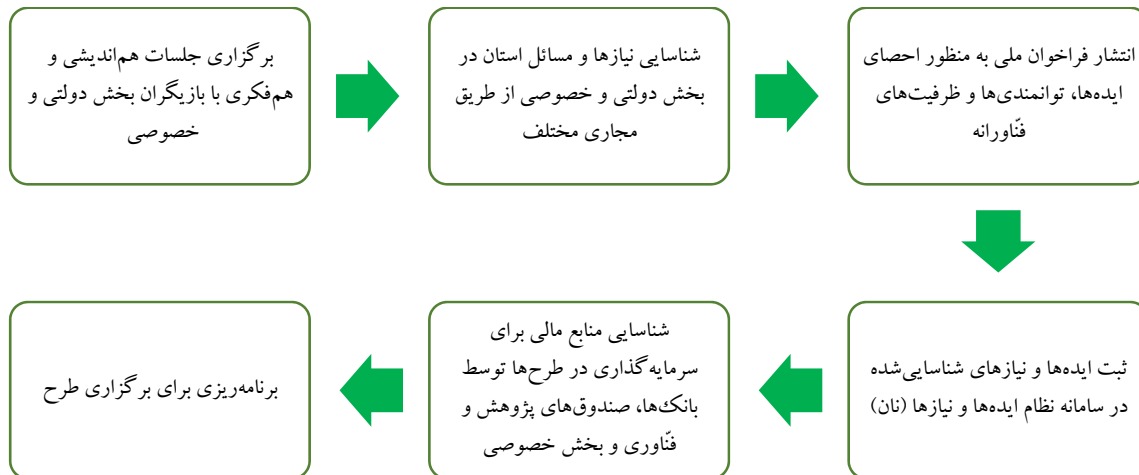 برگزاری جلسات هم‌اندیشی و
هم‌فکری با بازیگران بخش دولتی و
خصوصی
شناسایی نیازها و مسائل استان در
بخش دولتی و خصوصی از طریق
مجاری مختلف
انتشار فراخوان ملی به منظور احصای
ایده‌ها، توانمندی‌ها و ظرفیت‌های
فنّاورانه
ثبت ایده‌ها و نیازهای شناسایی‌شده
در سامانه نظام ایده‌ها و نیازها (نان)
شناسایی منابع مالی برای
سرمایه‌گذاری در طرح‌ها توسط
بانک‌ها، صندوق‌های پژوهش و
فنّاوری و بخش خصوصی
برنامه‌ریزی برای برگزاری طرح